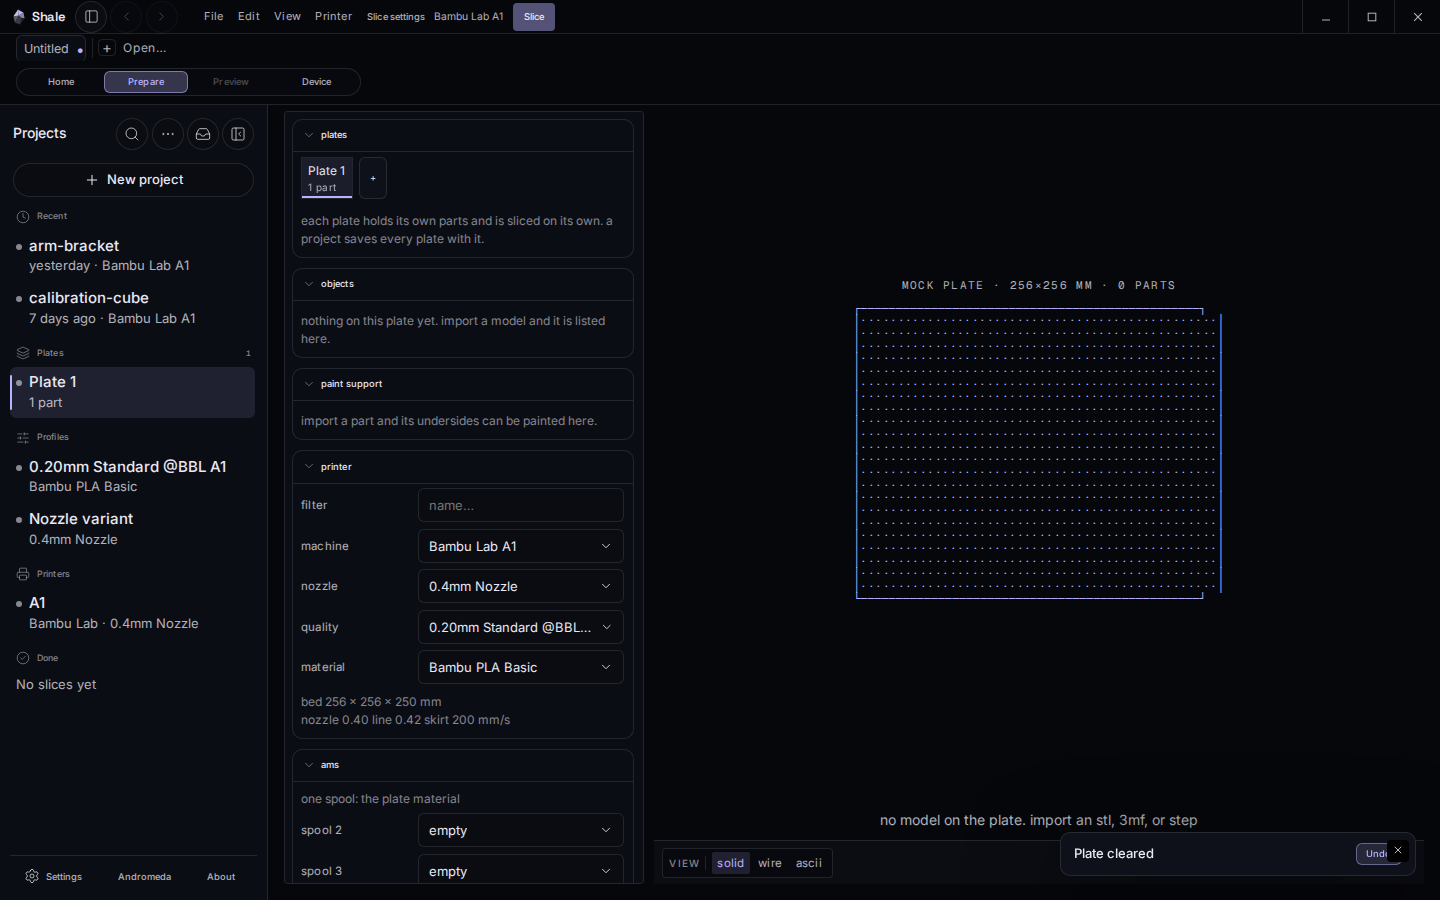 Shale
File Edit View Printer Slice settings Bambu Lab A1 Slice
Untitled
+ Open...
Home Prepare Preview Device
Projects
+ New project
Recent
arm-bracket
yesterday · Bambu Lab A1
calibration-cube
7 days ago · Bambu Lab A1
Plates 1
Plate 1
1 part
Profiles
0.20mm Standard @BBL A1
Bambu PLA Basic
Nozzle variant
0.4mm Nozzle
Printers
A1
Bambu Lab · 0.4mm Nozzle
Done
No slices yet
Settings Andromeda About
plates
Plate 1
1 part
+
each plate holds its own parts and is sliced on its own. a
project saves every plate with it.
objects
nothing on this plate yet. import a model and it is listed
here.
paint support
import a part and its undersides can be painted here.
printer
filter name...
machine Bambu Lab A1
nozzle 0.4mm Nozzle
quality 0.20mm Standard @BBL...
material Bambu PLA Basic
bed 256 × 256 × 250 mm
nozzle 0.40 line 0.42 skirt 200 mm/s
ams
one spool: the plate material
spool 2 empty
spool 3 empty
MOCK PLATE · 256×256 MM · 0 PARTS
no model on the plate. import an stl, 3mf, or step
VIEW solid wire ascii
Plate cleared